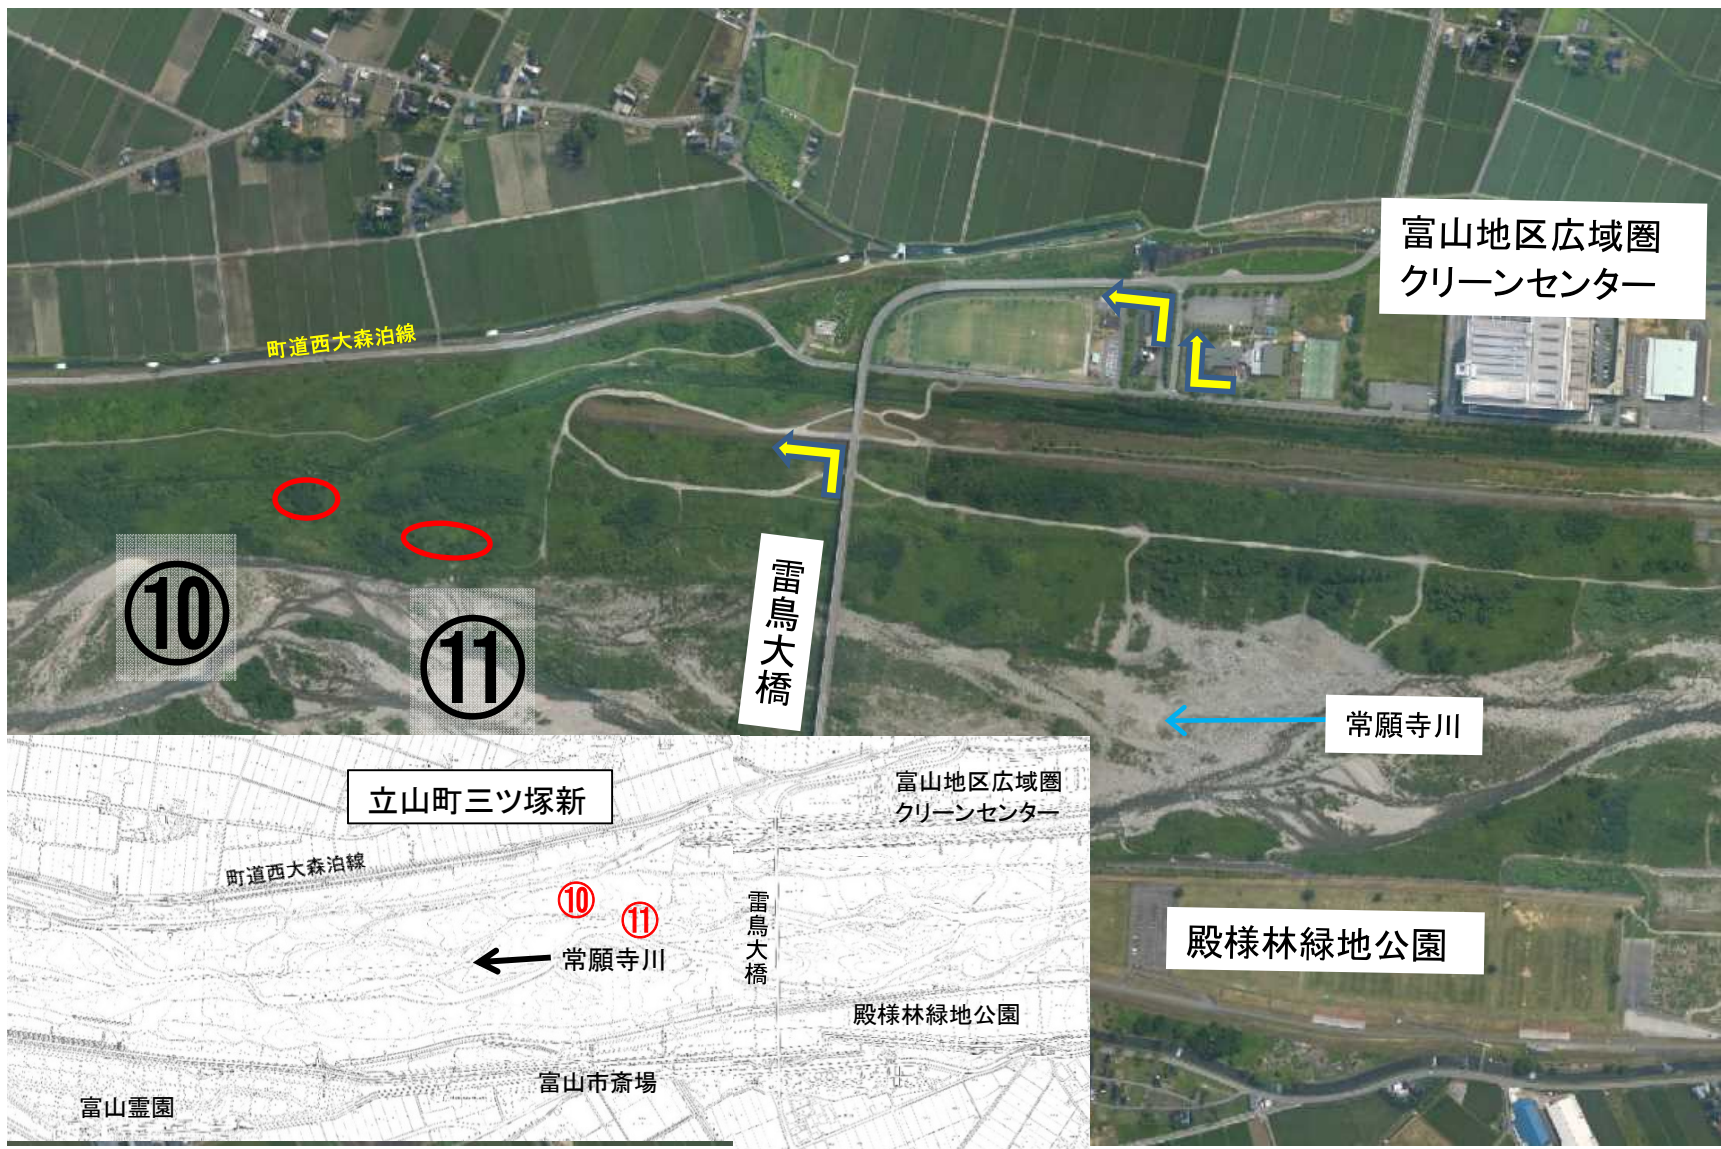 富山地区広域圏
クリーンセンター
町道西大森泊線
⑩
⑪
雷鳥大橋
常願寺川
殿様林緑地公園
立山町三ツ塚新
富山地区広域圏
クリーンセンター
町道西大森泊線
⑩
⑪
雷鳥大橋
常願寺川
殿様林緑地公園
富山市斎場
富山霊園